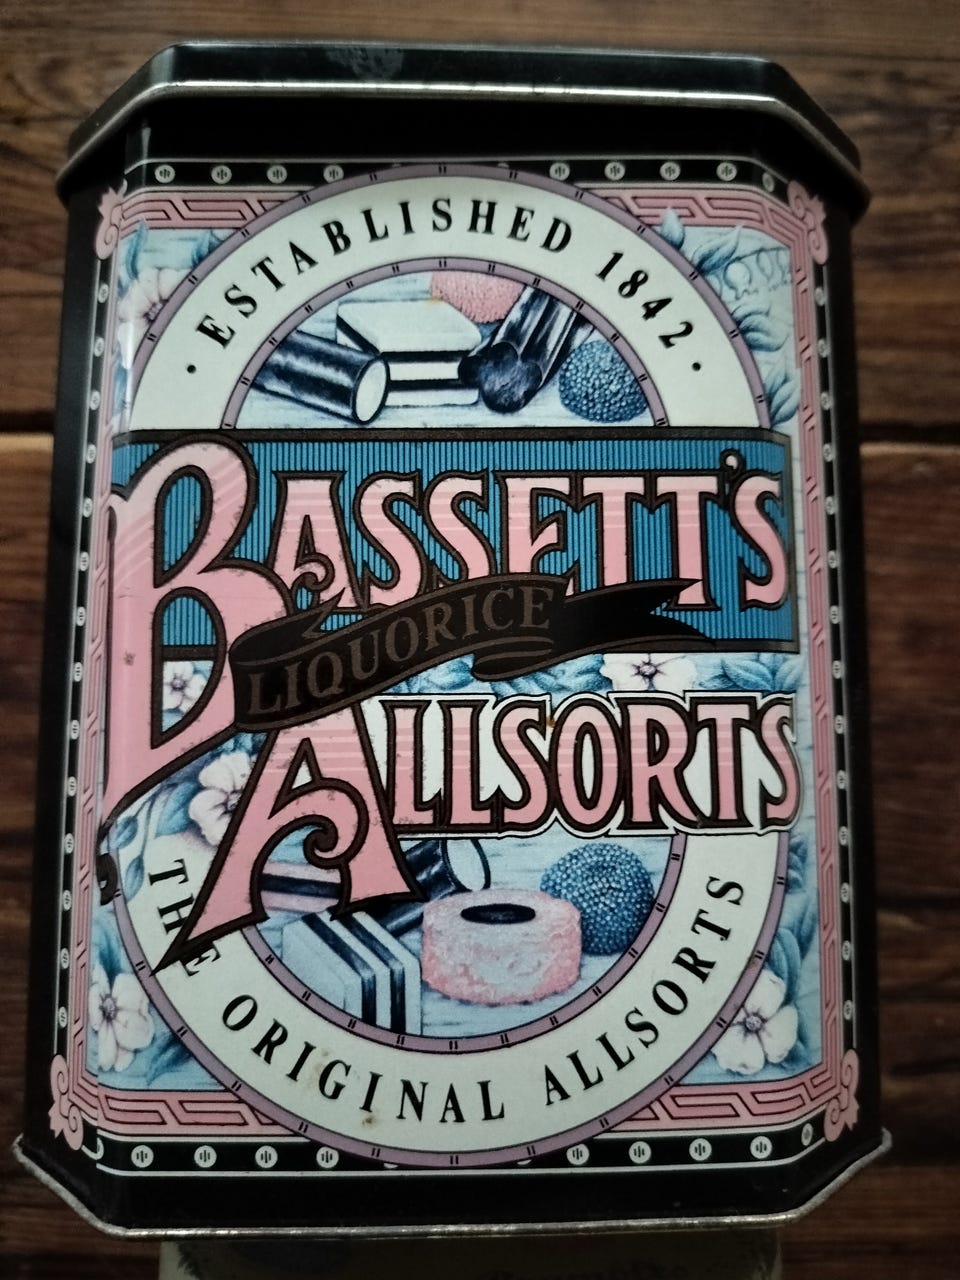 · ESTABLISHED 1842 ·
BASSETT'S
LIQUORICE
ALLSORTS
THE ORIGINAL ALLSORTS